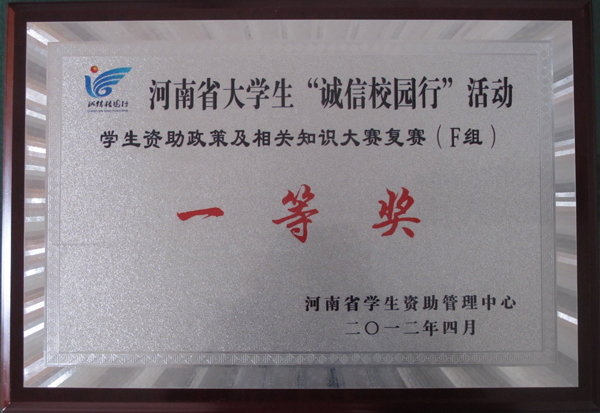 河南省大学生“诚信校园行”活动
学生资助政策及相关知识大赛复赛（F组）
一等奖
河南省学生资助管理中心
二〇一二年四月